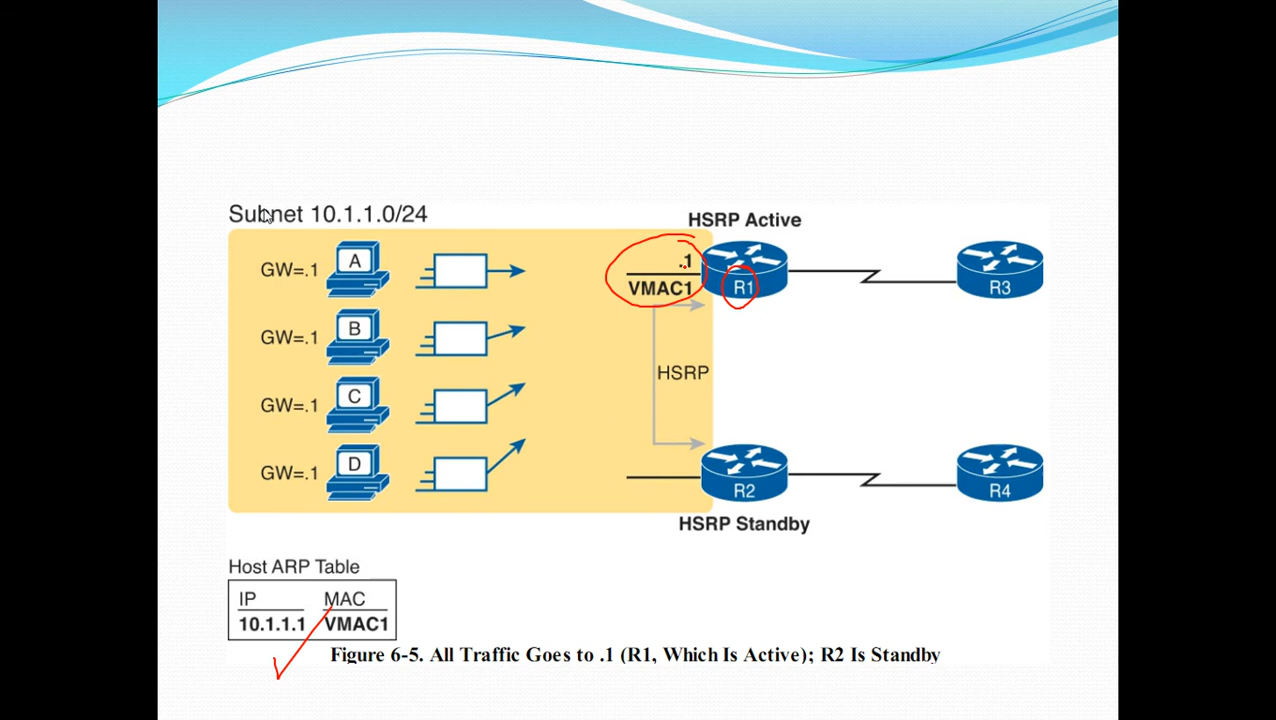 Subnet 10.1.1.0/24
HSRP Active
GW=.1
A
.1
VMAC1
R1
R3
GW=.1
B
HSRP
GW=.1
C
GW=.1
D
R2
R4
HSRP Standby
Host ARP Table
IP MAC
10.1.1.1 VMAC1
Figure 6-5. All Traffic Goes to .1 (R1, Which Is Active); R2 Is Standby